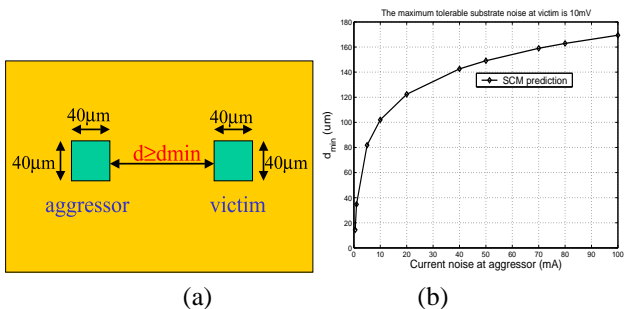 40μm
40μm
40μm
d≥dmin
40μm
aggressor
victim
(a)
b)
The maximum tolerable substrate noise at victim is 10mV
180
160
140
120
100
80
60
40
20
0
d_min (um)
SCM prediction
0
10
20
30
40
50
60
70
80
90
100
Current noise at aggressor (mA)
(b)